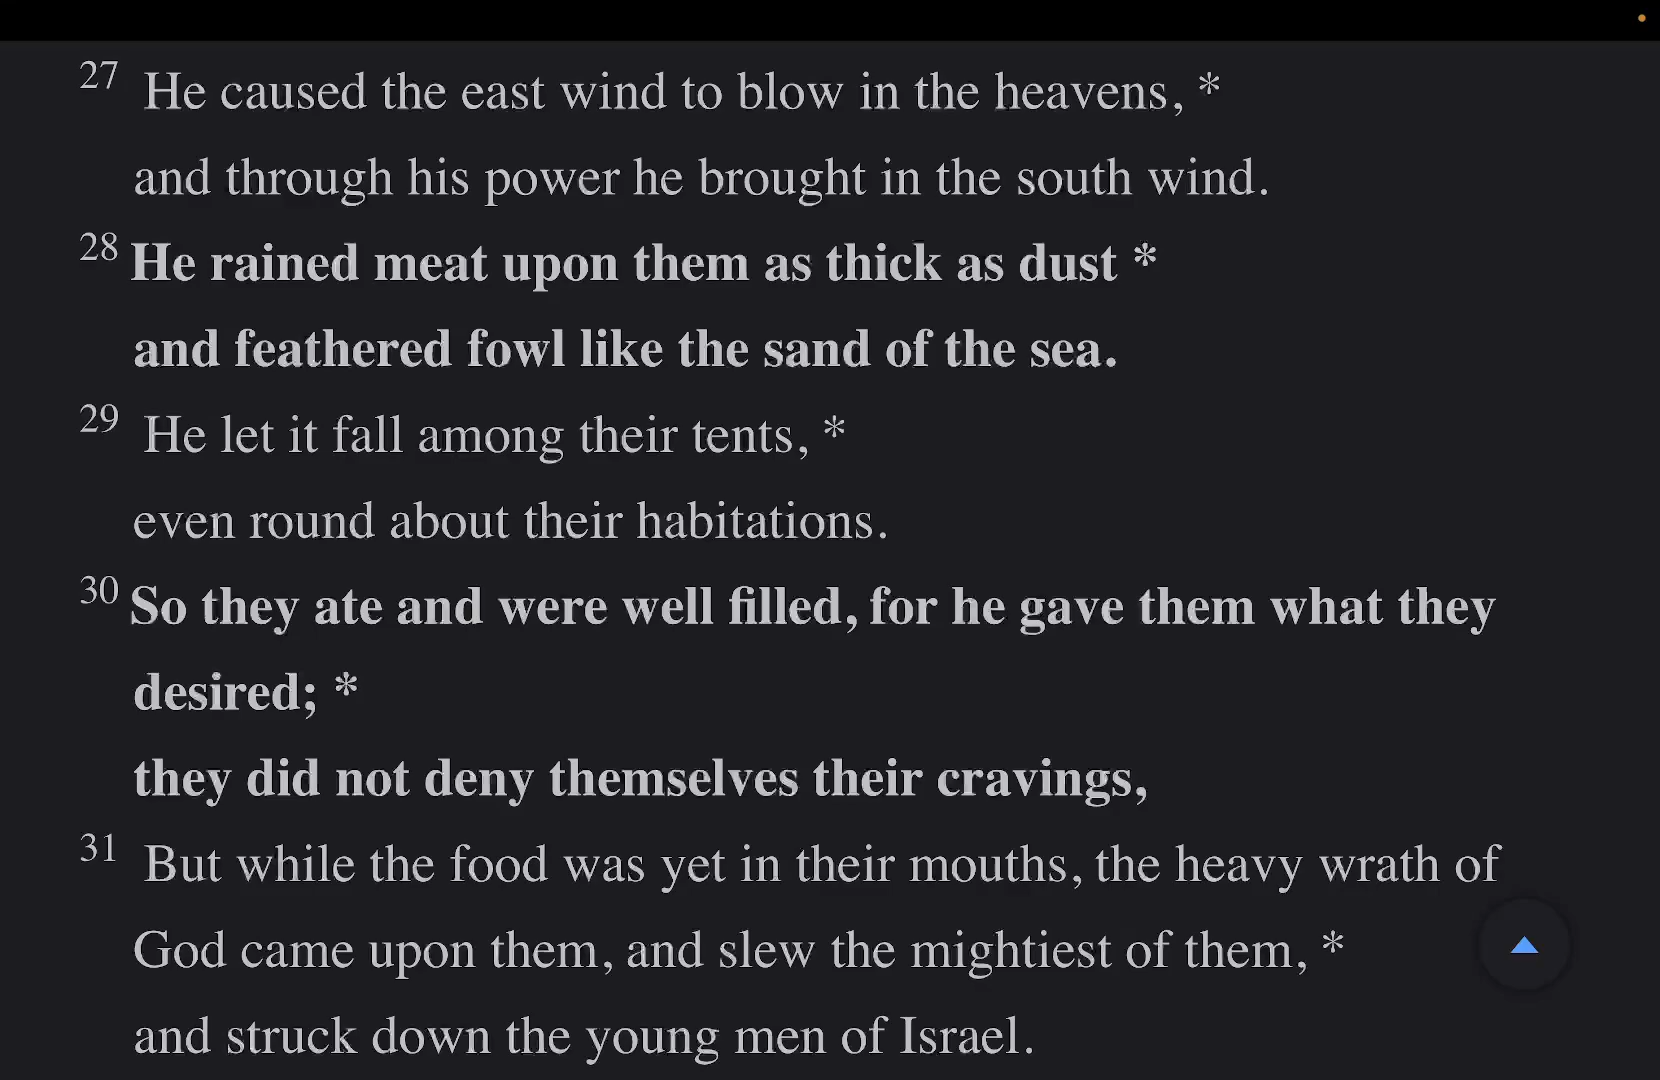 27 He caused the east wind to blow in the heavens, *
and through his power he brought in the south wind.
28 He rained meat upon them as thick as dust *
and feathered fowl like the sand of the sea.
29 He let it fall among their tents, *
even round about their habitations.
30 So they ate and were well filled, for he gave them what they
desired; *
they did not deny themselves their cravings,
31 But while the food was yet in their mouths, the heavy wrath of
God came upon them, and slew the mightiest of them, *
and struck down the young men of Israel.